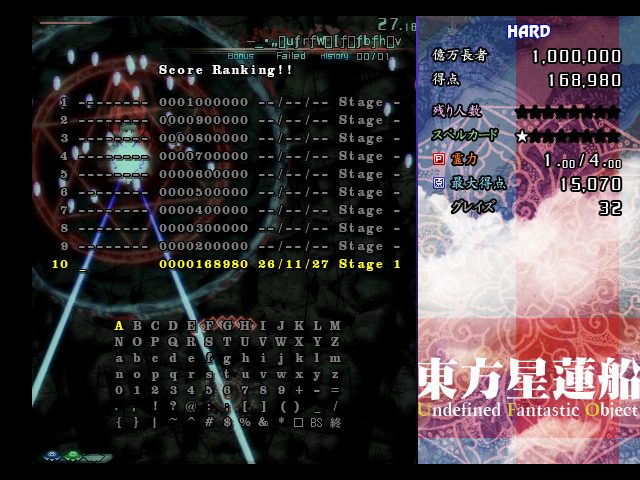 27.18
Bonus Failed History 00/01
Score Ranking!!
1 -------- 0001000000 --/--/-- Stage -
2 -------- 0000900000 --/--/-- Stage -
3 -------- 0000800000 --/--/-- Stage -
4 -------- 0000700000 --/--/-- Stage -
5 -------- 0000600000 --/--/-- Stage -
6 -------- 0000500000 --/--/-- Stage -
7 -------- 0000400000 --/--/-- Stage -
8 -------- 0000300000 --/--/-- Stage -
9 -------- 0000200000 --/--/-- Stage -
10 _ 0000168980 26/11/27 Stage 1
A B C D E F G H I J K L M
N O P Q R S T U V W X Y Z
a b c d e f g h i j k l m
n o p q r s t u v w x y z
0 1 2 3 4 5 6 7 8 9 + - =
. , ! ? @ : ; [ ] ( ) _ /
{ } | ~ ^ # $ % & * □ BS 終
HARD
億万長者 1,000,000
得点 168,980
残り人数
スペルカード
P 霊力 1.00/4.00
最大得点 15,070
グレイズ 32
東方星蓮船
Undefined Fantastic Object